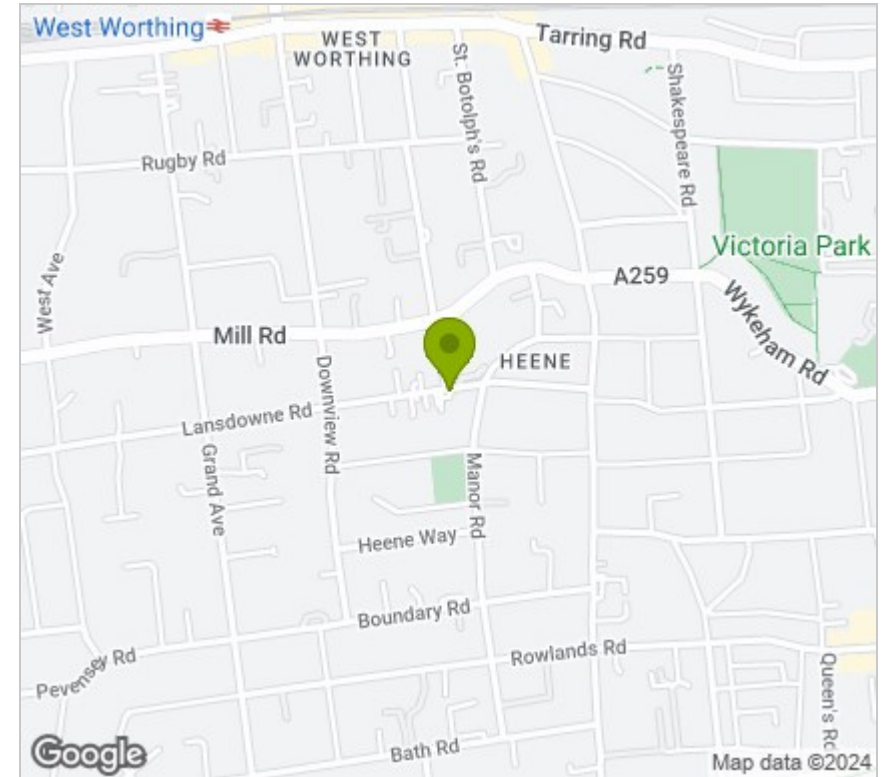 West Worthing
WEST
WORTHING
Tarring Rd
St. Botolph's Rd
Shakespeare Rd
Rugby Rd
Victoria Park
West Ave
A259
Wykeham Rd
Mill Rd
HEENE
Downview Rd
Lansdowne Rd
Grand Ave
Manor Rd
Heene Way
Boundary Rd
Rowlands Rd
Pevensey Rd
Queen's Rd
Bath Rd
Google
Map data ©2024